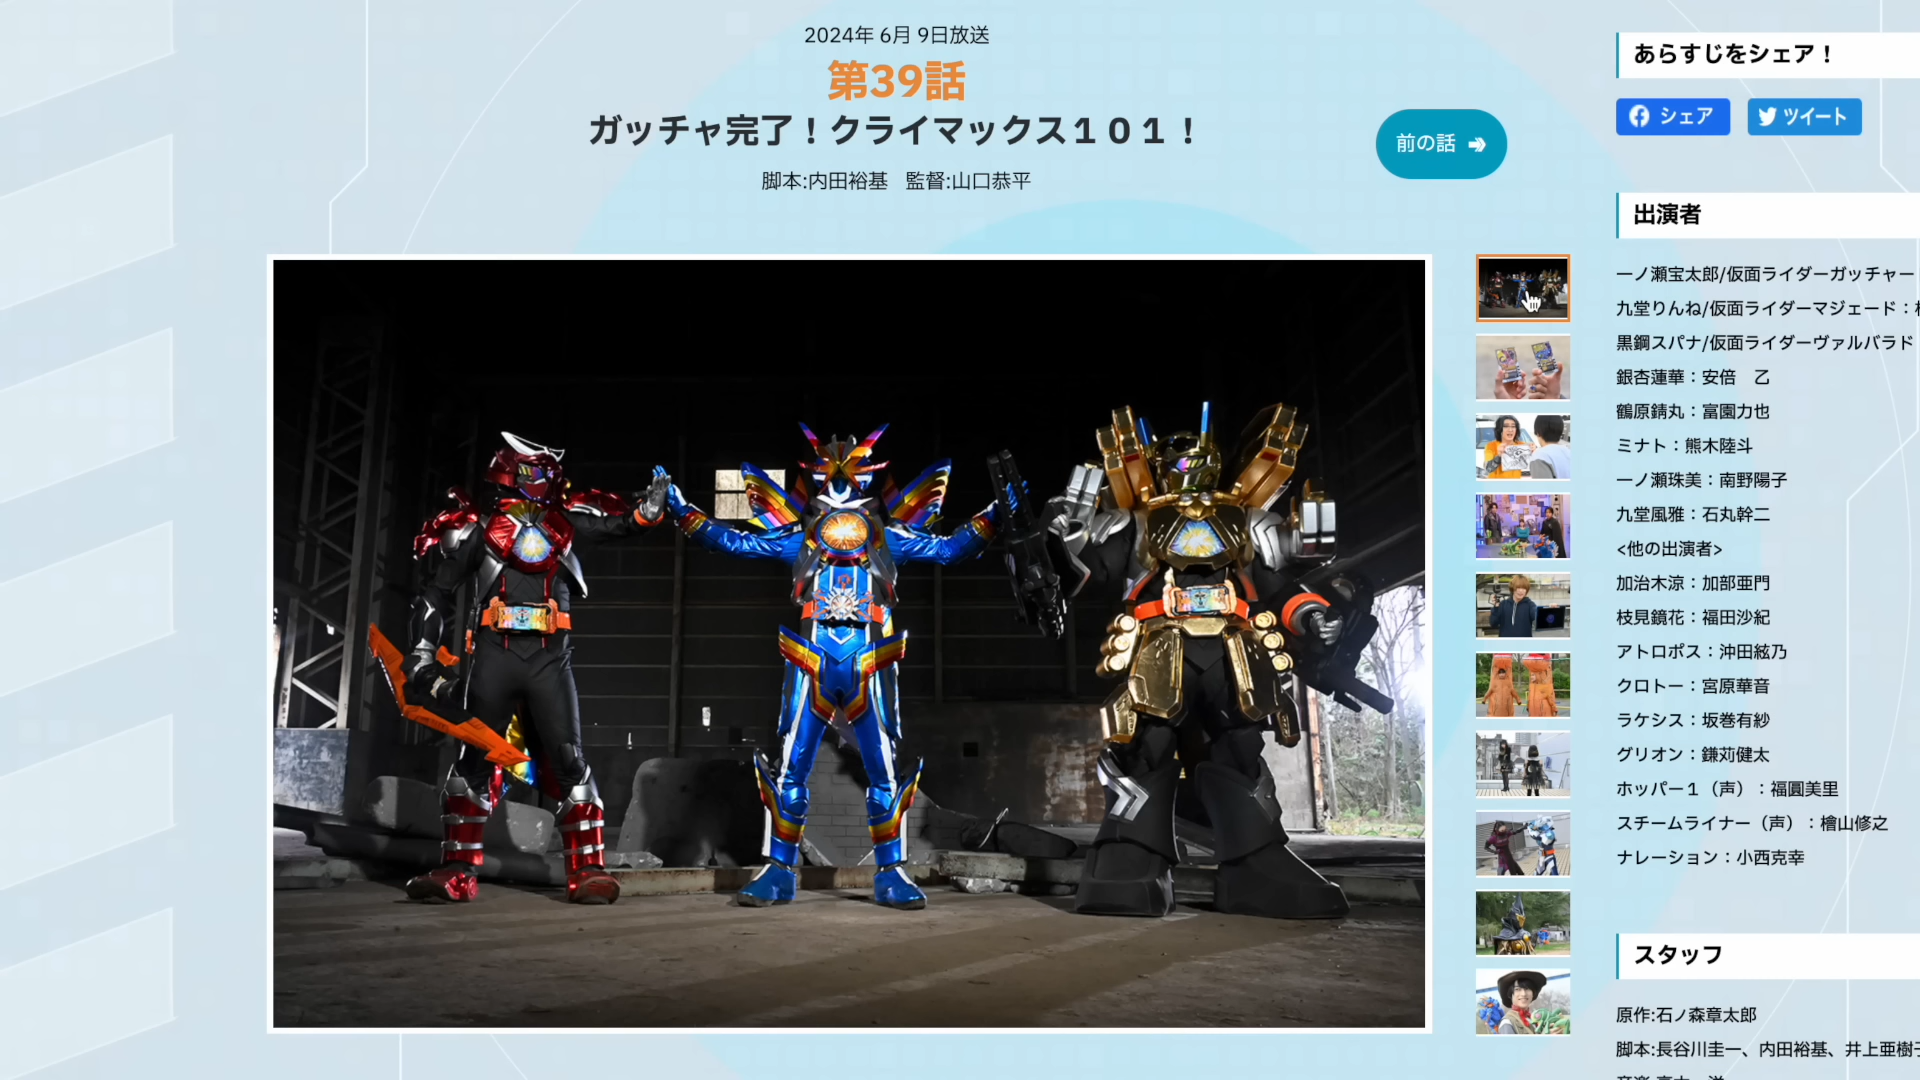 2024年 6月 9日放送
第39話
ガッチャ完了！クライマックス１０１！
脚本:内田裕基 監督:山口恭平
前の話
あらすじをシェア！
シェア
ツイート
出演者
一ノ瀬宝太郎/仮面ライダーガッチャー
九堂りんね/仮面ライダーマジェード：
黒鋼スパナ/仮面ライダーヴァルバラド
銀杏蓮華：安倍　乙
鶴原錆丸：富園力也
ミナト：熊木陸斗
一ノ瀬珠美：南野陽子
九堂風雅：石丸幹二
<他の出演者>
加治木涼：加部亜門
枝見鏡花：福田沙紀
アトロポス：沖田絃乃
クロトー：宮原華音
ラケシス：坂巻有紗
グリオン：鎌苅健太
ホッパー１（声）：福圓美里
スチームライナー（声）：檜山修之
ナレーション：小西克幸
スタッフ
原作:石ノ森章太郎
脚本:長谷川圭一、内田裕基、井上亜樹